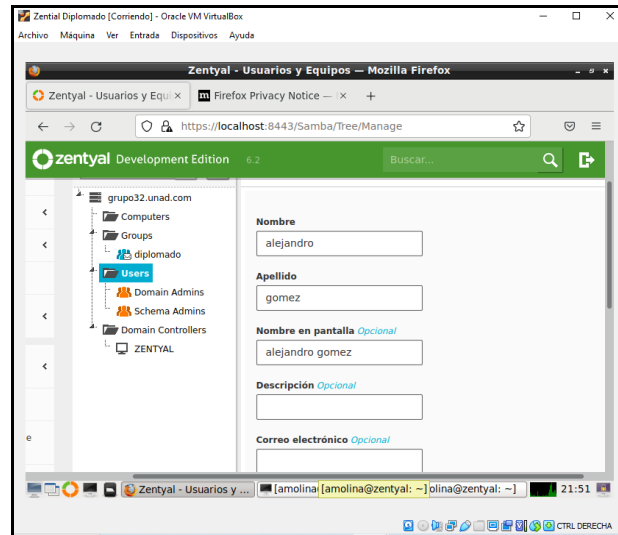 Zential Diplomado [Corriendo] - Oracle VM VirtualBox
Archivo Máquina Ver Entrada Dispositivos Ayuda
Zentyal - Usuarios y Equipos — Mozilla Firefox
Zentyal - Usuarios y Equi
Firefox Privacy Notice —
https://localhost:8443/Samba/Tree/Manage
zentyal Development Edition 6.2
Buscar...
grupo32.unad.com
Computers
Groups
diplomado
Users
Domain Admins
Schema Admins
Domain Controllers
ZENTYAL
Nombre
alejandro
Apellido
gomez
Nombre en pantalla Opcional
alejandro gomez
Descripción Opcional
Correo electrónico Opcional
e
Zentyal - Usuarios y ...
[amolina
[amolina@zentyal: ~]
olina@zentyal: ~]
21:51
CTRL DERECHA